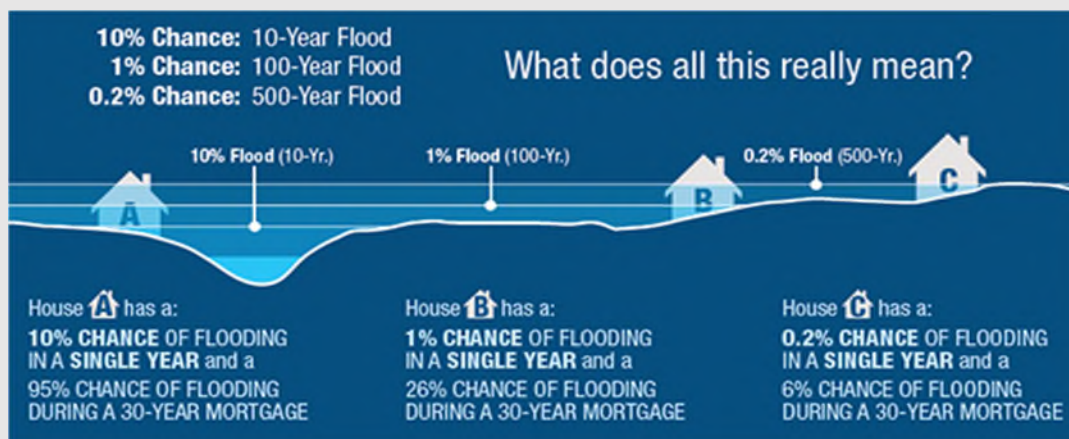 10% Chance: 10-Year Flood
1% Chance: 100-Year Flood
0.2% Chance: 500-Year Flood
What does all this really mean?
10% Flood (10-Yr.)
1% Flood (100-Yr.)
0.2% Flood (500-Yr.)
A
B
C
House A has a:
10% CHANCE OF FLOODING
IN A SINGLE YEAR and a
95% CHANCE OF FLOODING
DURING A 30-YEAR MORTGAGE
House B has a:
1% CHANCE OF FLOODING
IN A SINGLE YEAR and a
26% CHANCE OF FLOODING
DURING A 30-YEAR MORTGAGE
House C has a:
0.2% CHANCE OF FLOODING
IN A SINGLE YEAR and a
6% CHANCE OF FLOODING
DURING A 30-YEAR MORTGAGE